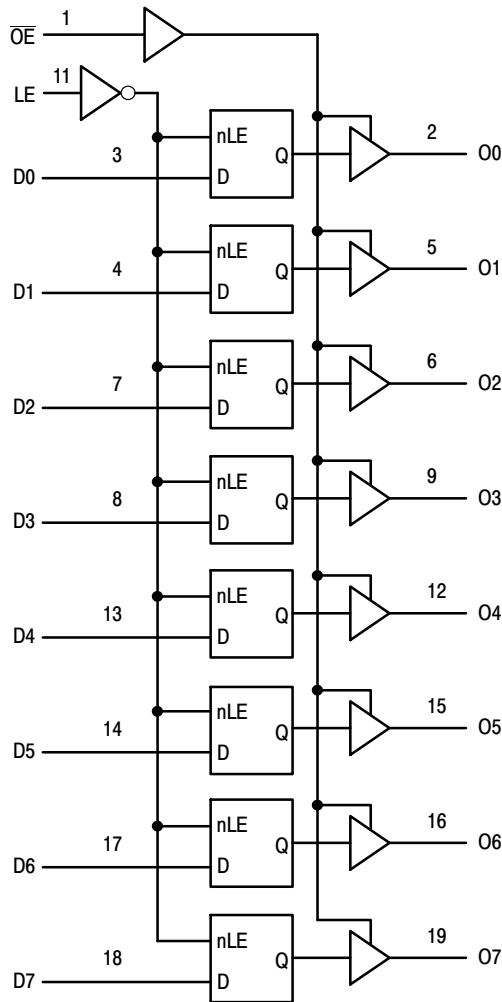 O̅E̅ 1
LE 11
nLE
D0 3 D Q 2 O0
nLE
D1 4 D Q 5 O1
nLE
D2 7 D Q 6 O2
nLE
D3 8 D Q 9 O3
nLE
D4 13 D Q 12 O4
nLE
D5 14 D Q 15 O5
nLE
D6 17 D Q 16 O6
nLE
D7 18 D Q 19 O7